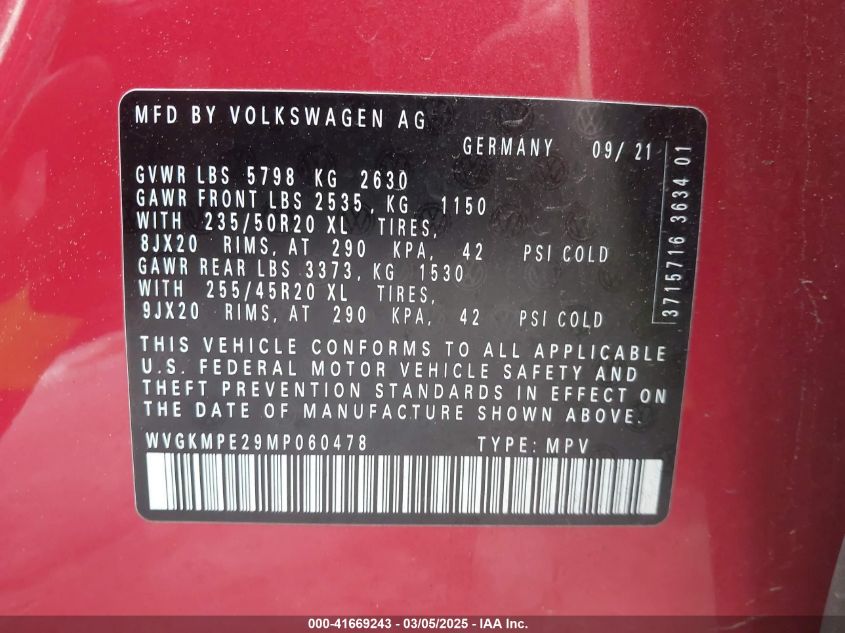 MFD BY VOLKSWAGEN AG
GERMANY 09/ 21
GVWR LBS 5798 KG 2630
GAWR FRONT LBS 2535, KG 1150
WITH 235/50R20 XL TIRES,
8JX20 RIMS, AT 290 KPA, 42 PSI COLD
GAWR REAR LBS 3373, KG 1530
WITH 255/45R20 XL TIRES,
9JX20 RIMS, AT 290 KPA, 42 PSI COLD
THIS VEHICLE CONFORMS TO ALL APPLICABLE
U.S. FEDERAL MOTOR VEHICLE SAFETY AND
THEFT PREVENTION STANDARDS IN EFFECT ON
THE DATE OF MANUFACTURE SHOWN ABOVE
WVGKMPE29MP060478 TYPE: MPV
3715716 3634 01
000-41669243 - 03/05/2025 - IAA Inc.